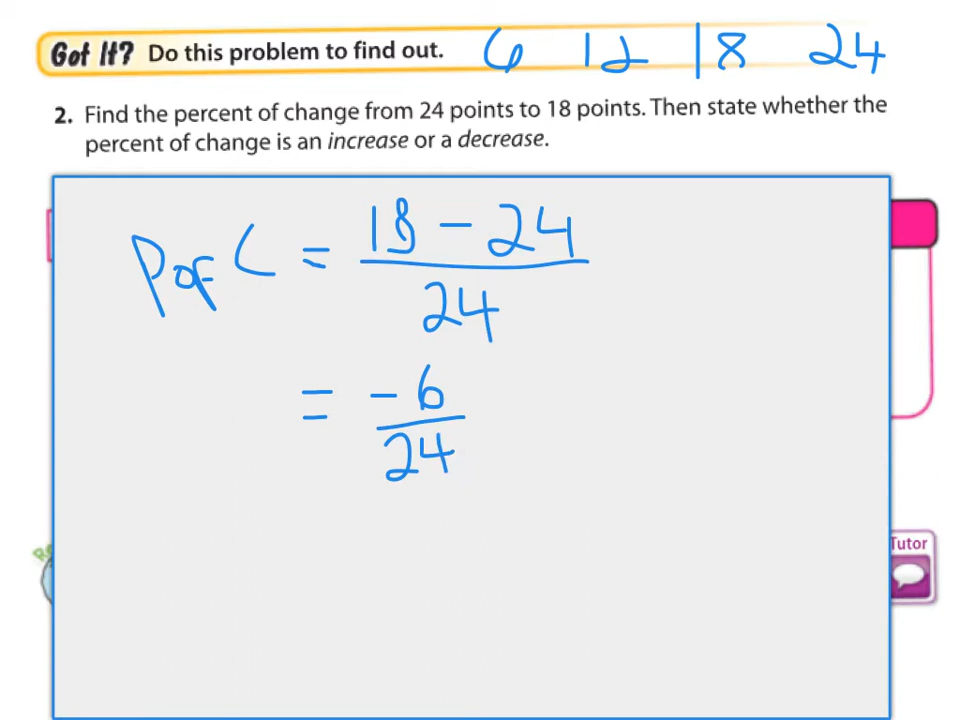 Got It? Do this problem to find out. 6 12 18 24
2. Find the percent of change from 24 points to 18 points. Then state whether the
percent of change is an increase or a decrease.
P of C = 18 - 24
24
= -6
24
Tutor